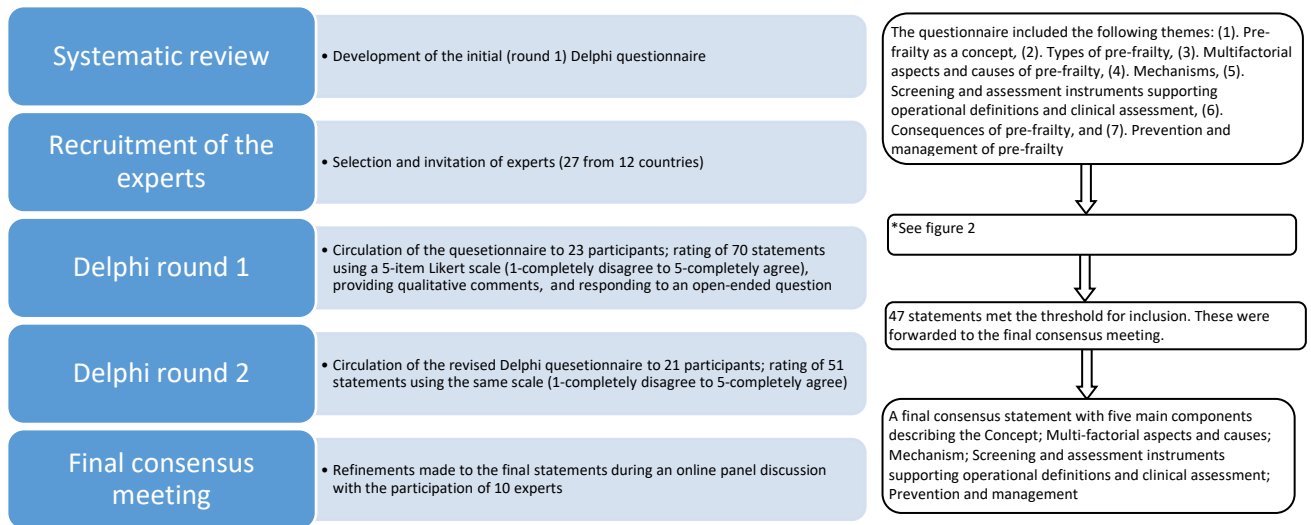 Systematic review
• Development of the initial (round 1) Delphi questionnaire
Recruitment of the
experts
• Selection and invitation of experts (27 from 12 countries)
Delphi round 1
• Circulation of the quesetionnaire to 23 participants; rating of 70 statements
using a 5-item Likert scale (1-completely disagree to 5-completely agree),
providing qualitative comments, and responding to an open-ended question
Delphi round 2
• Circulation of the revised Delphi quesetionnaire to 21 participants; rating of 51
statements using the same scale (1-completely disagree to 5-completely agree)
Final consensus
meeting
• Refinements made to the final statements during an online panel discussion
with the participation of 10 experts
The questionnaire included the following themes: (1). Pre-
frailty as a concept, (2). Types of pre-frailty, (3). Multifactorial
aspects and causes of pre-frailty, (4). Mechanisms, (5).
Screening and assessment instruments supporting
operational definitions and clinical assessment, (6).
Consequences of pre-frailty, and (7). Prevention and
management of pre-frailty
*See figure 2
47 statements met the threshold for inclusion. These were
forwarded to the final consensus meeting.
A final consensus statement with five main components
describing the Concept; Multi-factorial aspects and causes;
Mechanism; Screening and assessment instruments
supporting operational definitions and clinical assessment;
Prevention and management